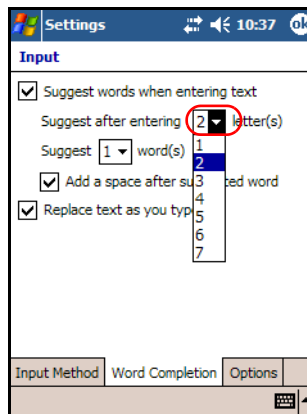 Settings 10:37 ok
Input
Suggest words when entering text
Suggest after entering 2 letter(s)
Suggest 1 word(s)
1
2
3
4
5
6
7
Add a space after su ted word
Replace text as you typ
Input Method Word Completion Options